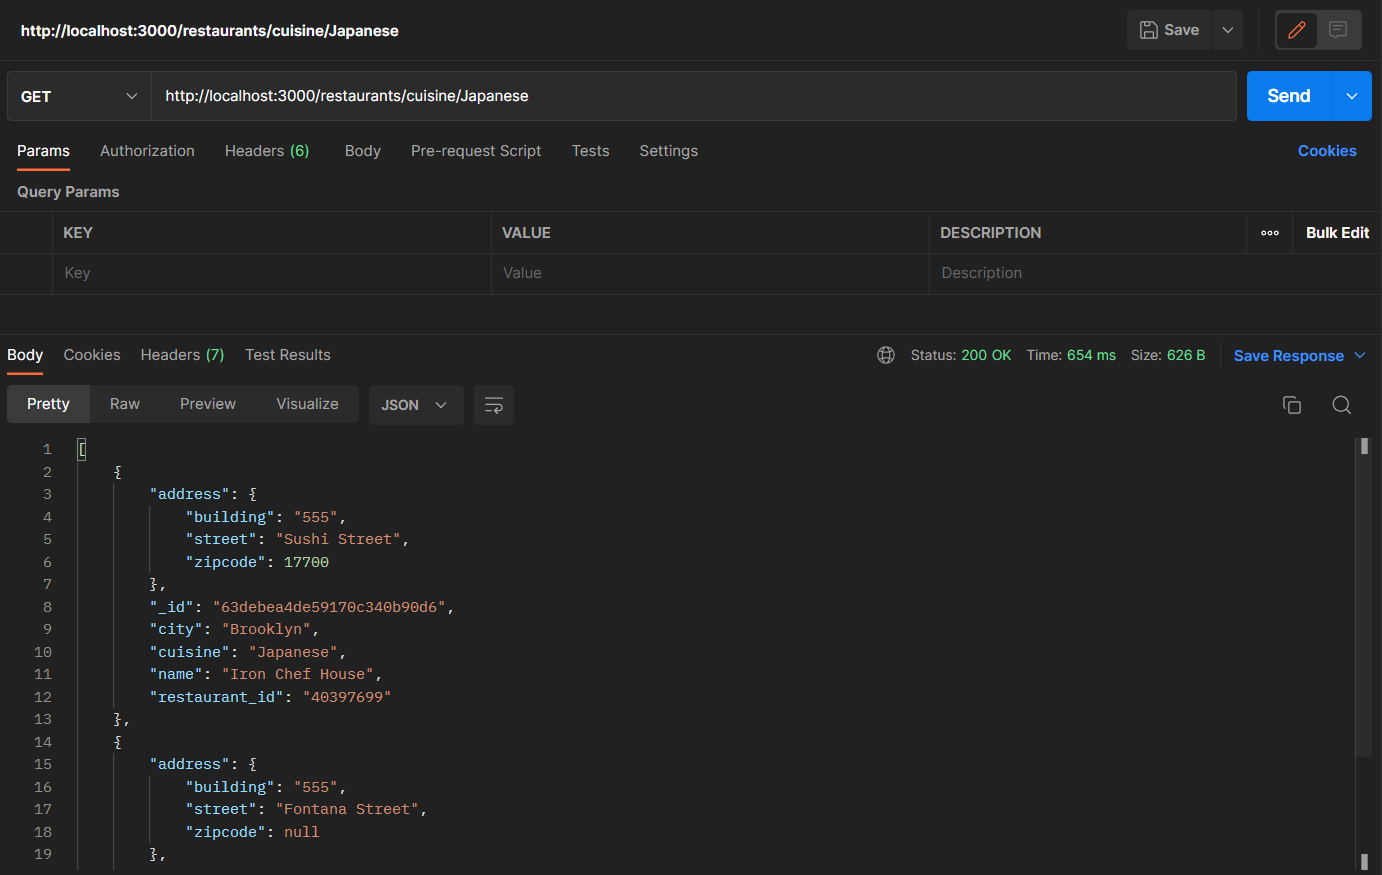 http://localhost:3000/restaurants/cuisine/Japanese
Save
GET
http://localhost:3000/restaurants/cuisine/Japanese
Send
Params Authorization Headers (6) Body Pre-request Script Tests Settings Cookies
Query Params
KEY VALUE DESCRIPTION Bulk Edit
Key Value Description
Body Cookies Headers (7) Test Results Status: 200 OK Time: 654 ms Size: 626 B Save Response
Pretty Raw Preview Visualize JSON
1 [
2 {
3 "address": {
4 "building": "555",
5 "street": "Sushi Street",
6 "zipcode": 17700
7 },
8 "_id": "63debea4de59170c340b90d6",
9 "city": "Brooklyn",
10 "cuisine": "Japanese",
11 "name": "Iron Chef House",
12 "restaurant_id": "40397699"
13 },
14 {
15 "address": {
16 "building": "555",
17 "street": "Fontana Street",
18 "zipcode": null
19 },